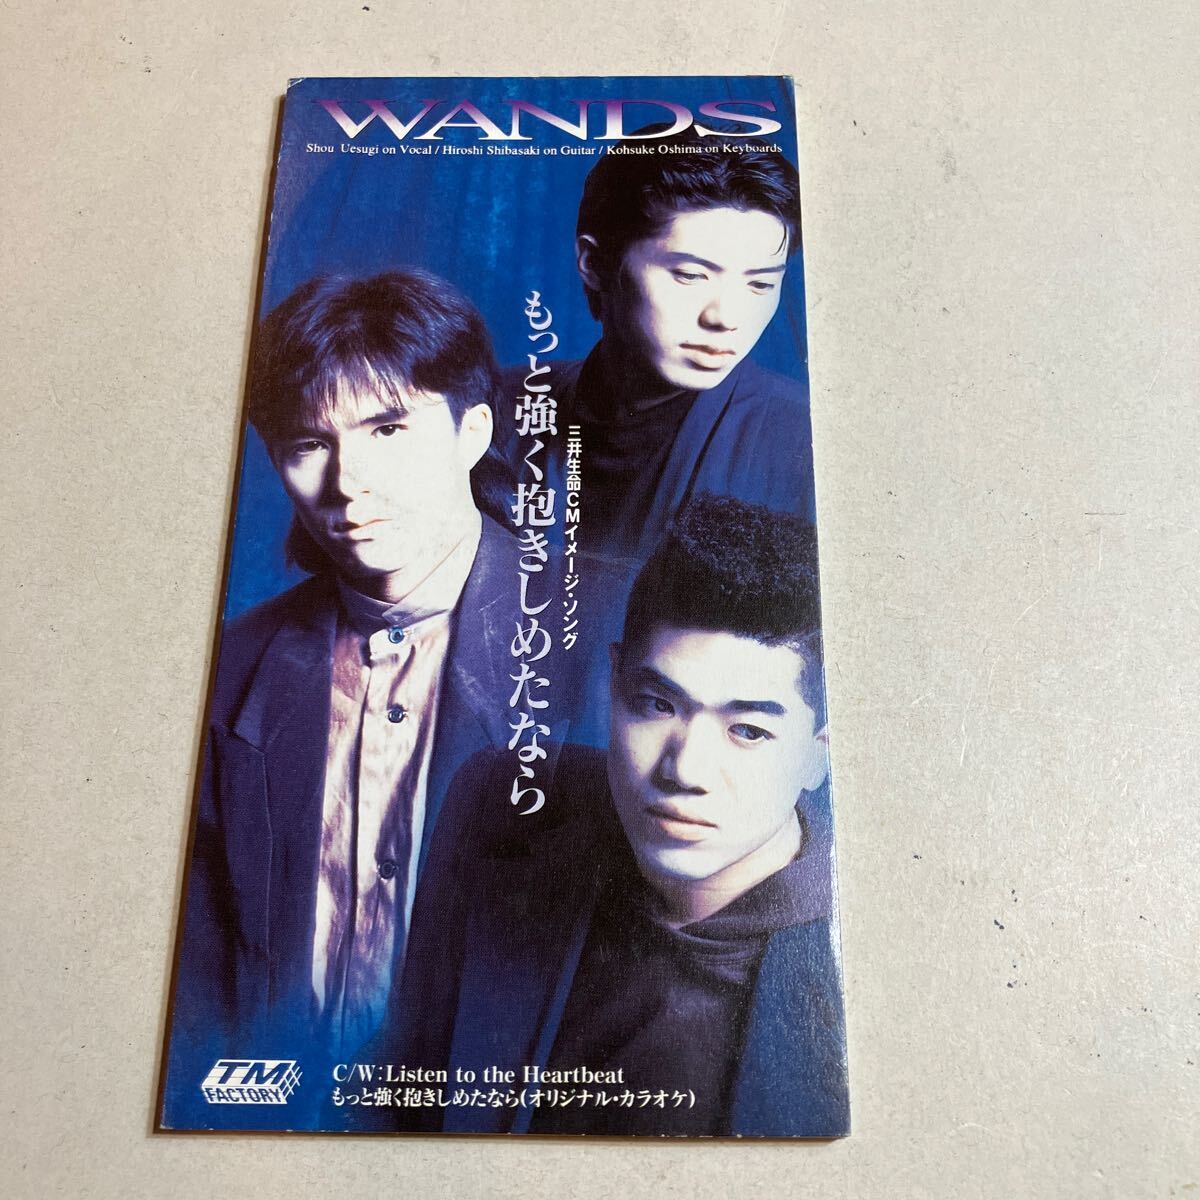 WANDS
Shou Uesugi on Vocal / Hiroshi Shibasaki on Guitar / Kohsuke Oshima on Keyboards
三井生命CMイメージ・ソング
もっと強く抱きしめたなら
TM
FACTORY
C/W:Listen to the Heartbeat
もっと強く抱きしめたなら(オリジナル・カラオケ)